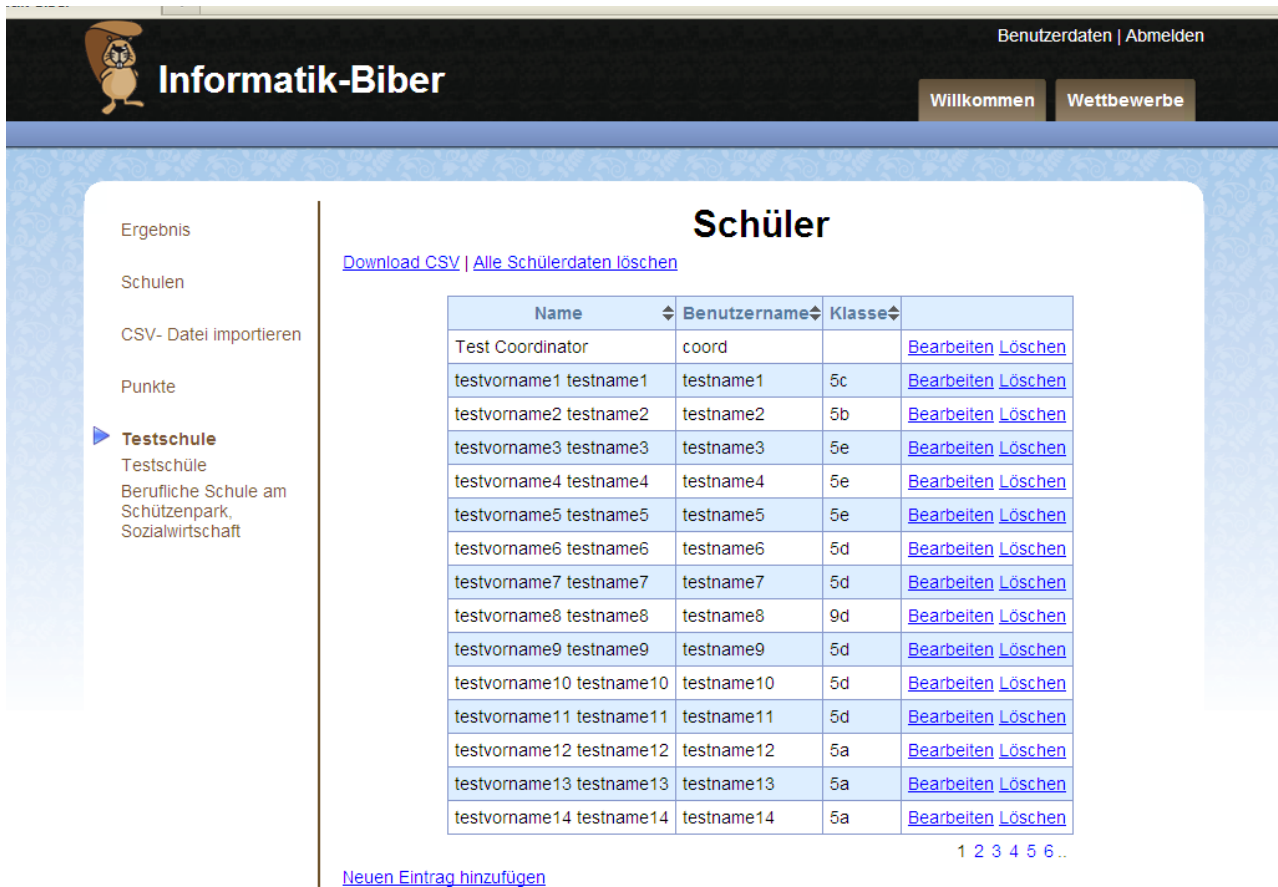 Benutzerdaten | Abmelden
Informatik-Biber
Willkommen Wettbewerbe
Ergebnis
Schulen
CSV- Datei importieren
Punkte
Testschule
Testschüle
Berufliche Schule am
Schützenpark,
Sozialwirtschaft
Schüler
Download CSV | Alle Schülerdaten löschen
Name Benutzername Klasse
Test Coordinator coord Bearbeiten Löschen
testvorname1 testname1 testname1 5c Bearbeiten Löschen
testvorname2 testname2 testname2 5b Bearbeiten Löschen
testvorname3 testname3 testname3 5e Bearbeiten Löschen
testvorname4 testname4 testname4 5e Bearbeiten Löschen
testvorname5 testname5 testname5 5e Bearbeiten Löschen
testvorname6 testname6 testname6 5d Bearbeiten Löschen
testvorname7 testname7 testname7 5d Bearbeiten Löschen
testvorname8 testname8 testname8 9d Bearbeiten Löschen
testvorname9 testname9 testname9 5d Bearbeiten Löschen
testvorname10 testname10 testname10 5d Bearbeiten Löschen
testvorname11 testname11 testname11 5d Bearbeiten Löschen
testvorname12 testname12 testname12 5a Bearbeiten Löschen
testvorname13 testname13 testname13 5a Bearbeiten Löschen
testvorname14 testname14 testname14 5a Bearbeiten Löschen
1 2 3 4 5 6 ..
Neuen Eintrag hinzufügen